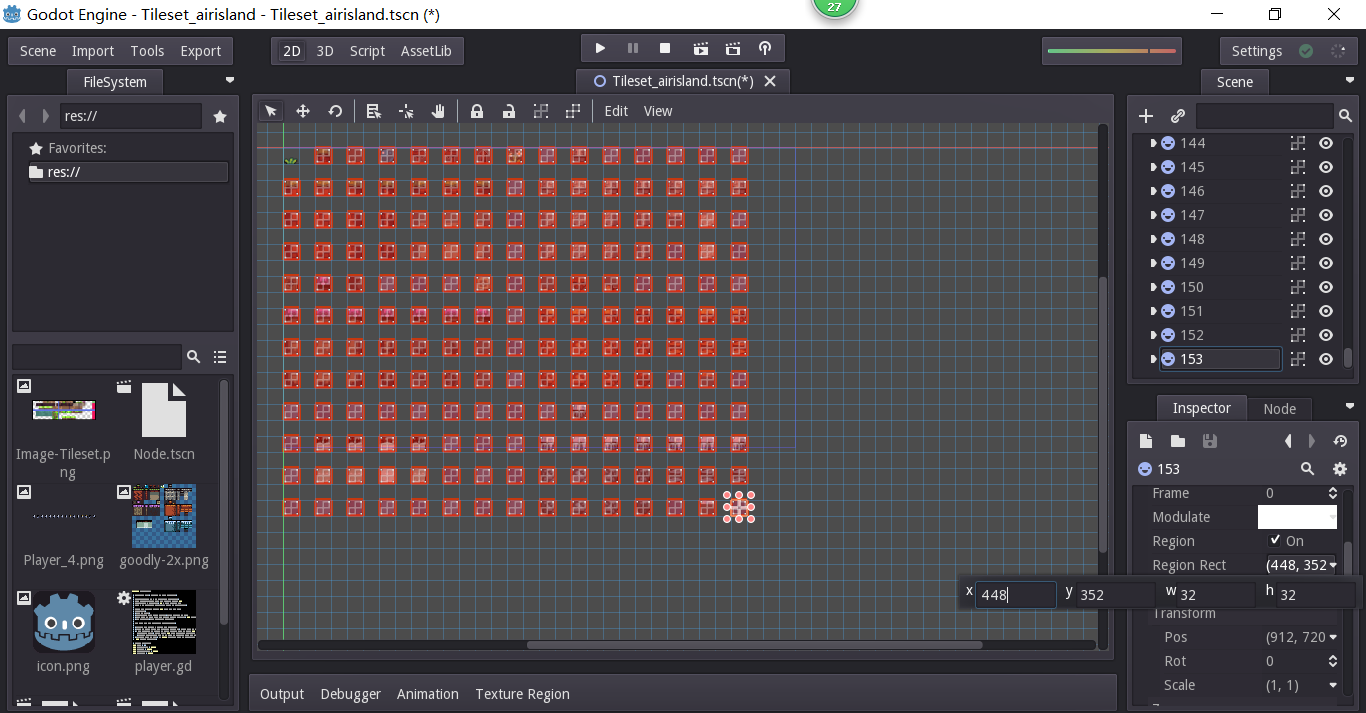 Godot Engine - Tileset_airisland - Tileset_airisland.tscn (*)
27
Scene Import Tools Export
2D 3D Script AssetLib
Settings
FileSystem
Tileset_airisland.tscn(*)
Scene
res://
Edit View
Favorites:
res://
144
145
146
147
148
149
150
151
152
153
Inspector Node
Image-Tileset.p
ng
Node.tscn
153
Frame 0
Modulate
Region On
Player_4.png
goodly-2x.png
Region Rect (448, 352
x 448 y 352 w 32 h 32
Transform
Pos (912, 720
icon.png
player.gd
Rot 0
Scale (1, 1)
Output Debugger Animation Texture Region